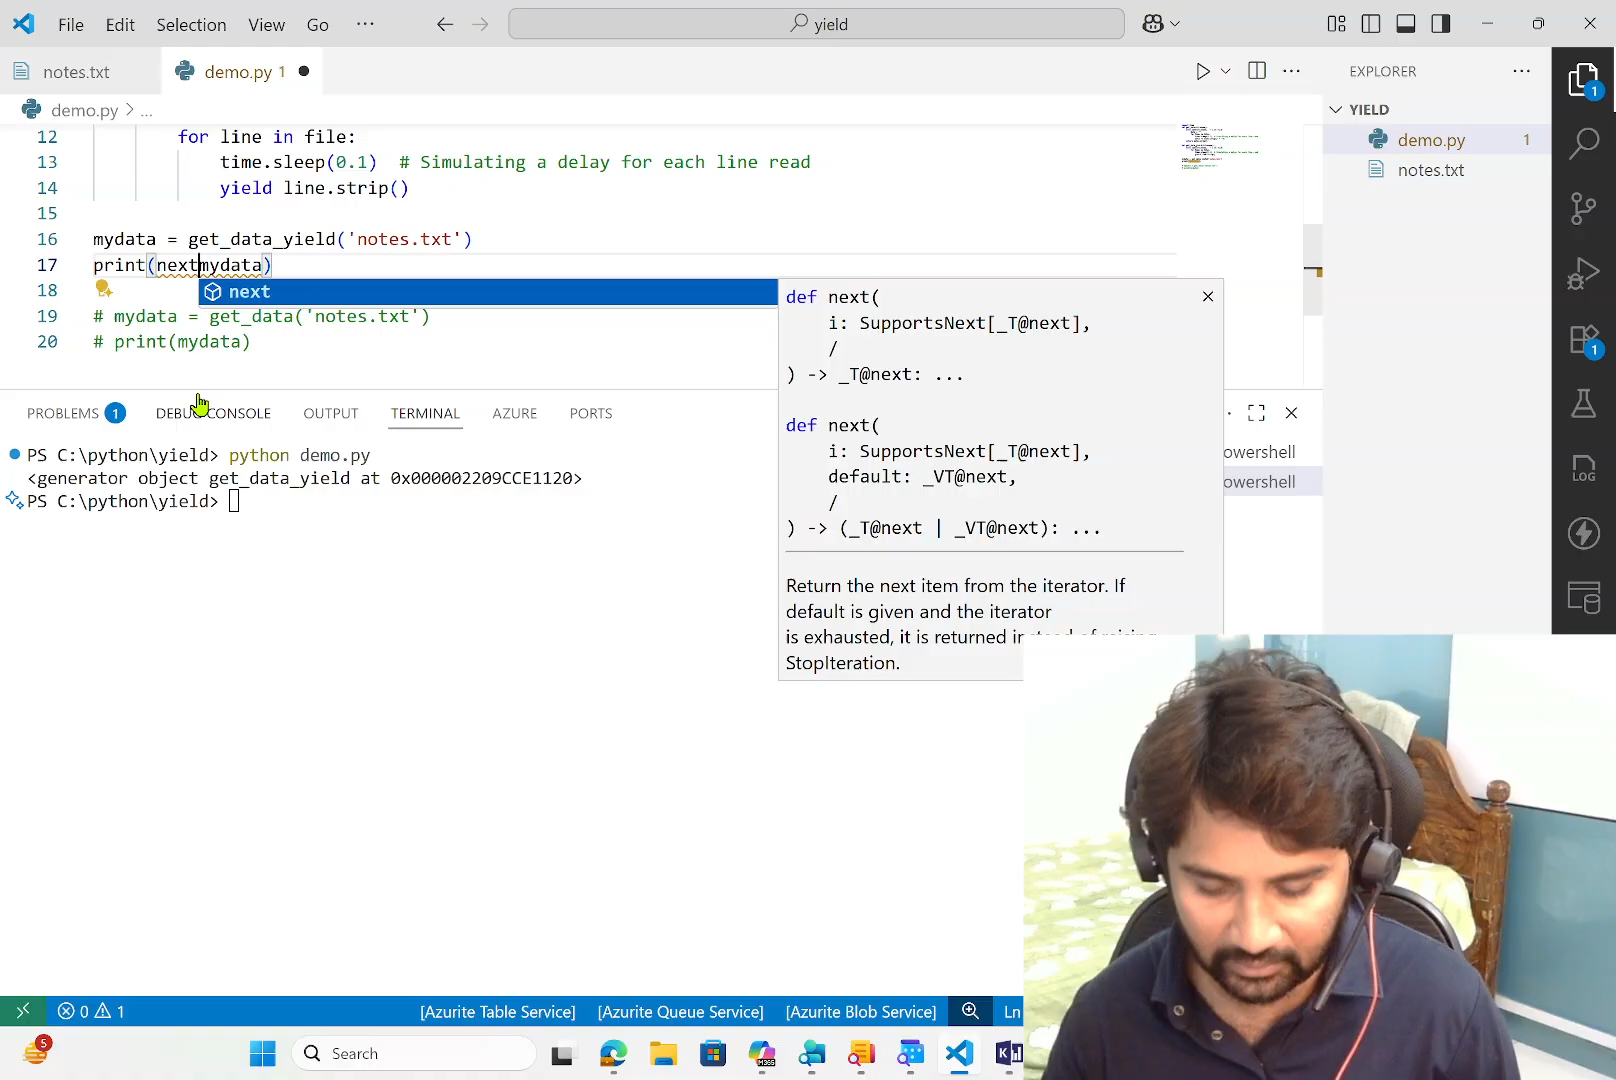 File Edit Selection View Go ··· yield
notes.txt demo.py 1
EXPLORER
demo.py > ...
YIELD
demo.py 1
notes.txt
12 for line in file:
13 time.sleep(0.1) # Simulating a delay for each line read
14 yield line.strip()
15
16 mydata = get_data_yield('notes.txt')
17 print(nextmydata)
18
19 # mydata = get_data('notes.txt')
20 # print(mydata)
next
def next(
i: SupportsNext[_T@next],
/
) -> _T@next: ...
def next(
i: SupportsNext[_T@next],
default: _VT@next,
/
) -> (_T@next | _VT@next): ...
Return the next item from the iterator. If
default is given and the iterator
is exhausted, it is returned instead of raising
StopIteration.
PROBLEMS 1 DEBUG CONSOLE OUTPUT TERMINAL AZURE PORTS
PS C:\python\yield> python demo.py
<generator object get_data_yield at 0x000002209CCE1120>
PS C:\python\yield>
owershell
owershell
1
1
LOG
0 1 [Azurite Table Service] [Azurite Queue Service] [Azurite Blob Service] Ln
5 Search M365 K